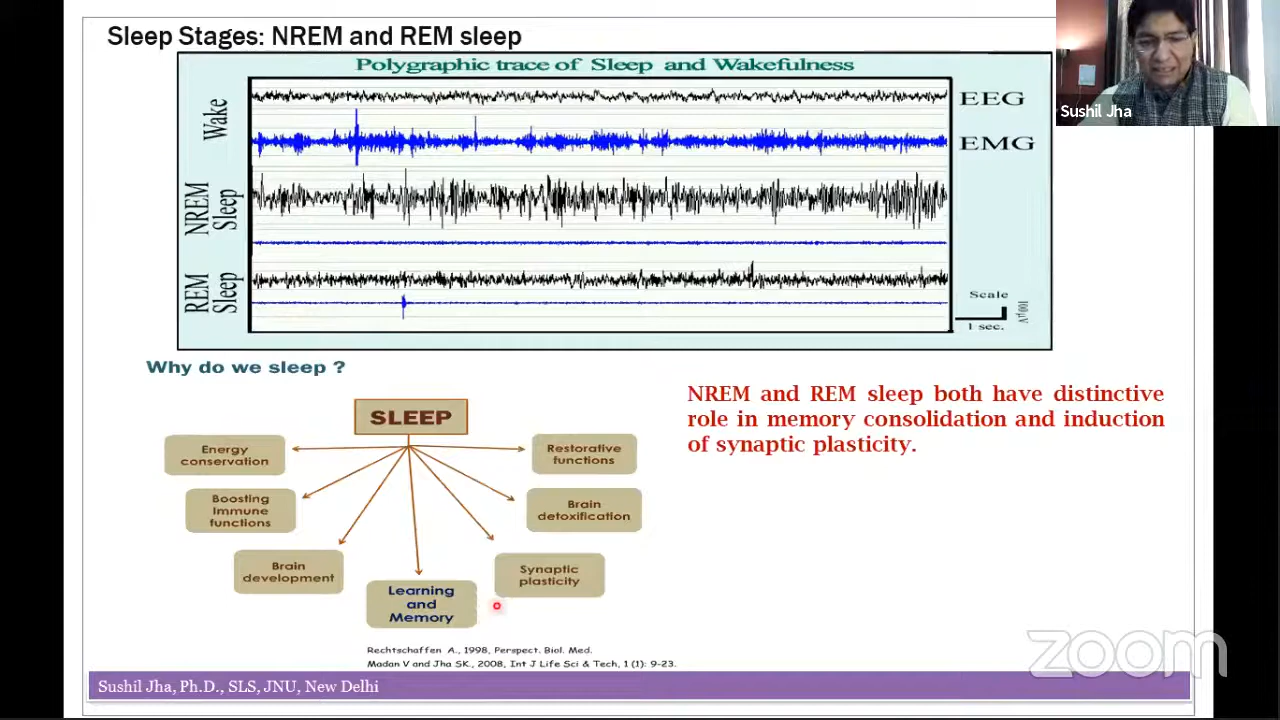 Sleep Stages: NREM and REM sleep
Polygraphic trace of Sleep and Wakefulness
Wake
EEG
EMG
NREM
Sleep
REM
Sleep
Scale
100µV
1 sec.
Sushil Jha
Why do we sleep ?
SLEEP
Energy
conservation
Boosting
Immune
functions
Brain
development
Learning
and
Memory
Synaptic
plasticity
Brain
detoxification
Restorative
functions
NREM and REM sleep both have distinctive
role in memory consolidation and induction
of synaptic plasticity.
Rechtschaffen A., 1998, Perspect. Biol. Med.
Madan V and Jha SK., 2008, Int J Life Sci & Tech, 1 (1): 9-23.
Sushil Jha, Ph.D., SLS, JNU, New Delhi
zoom